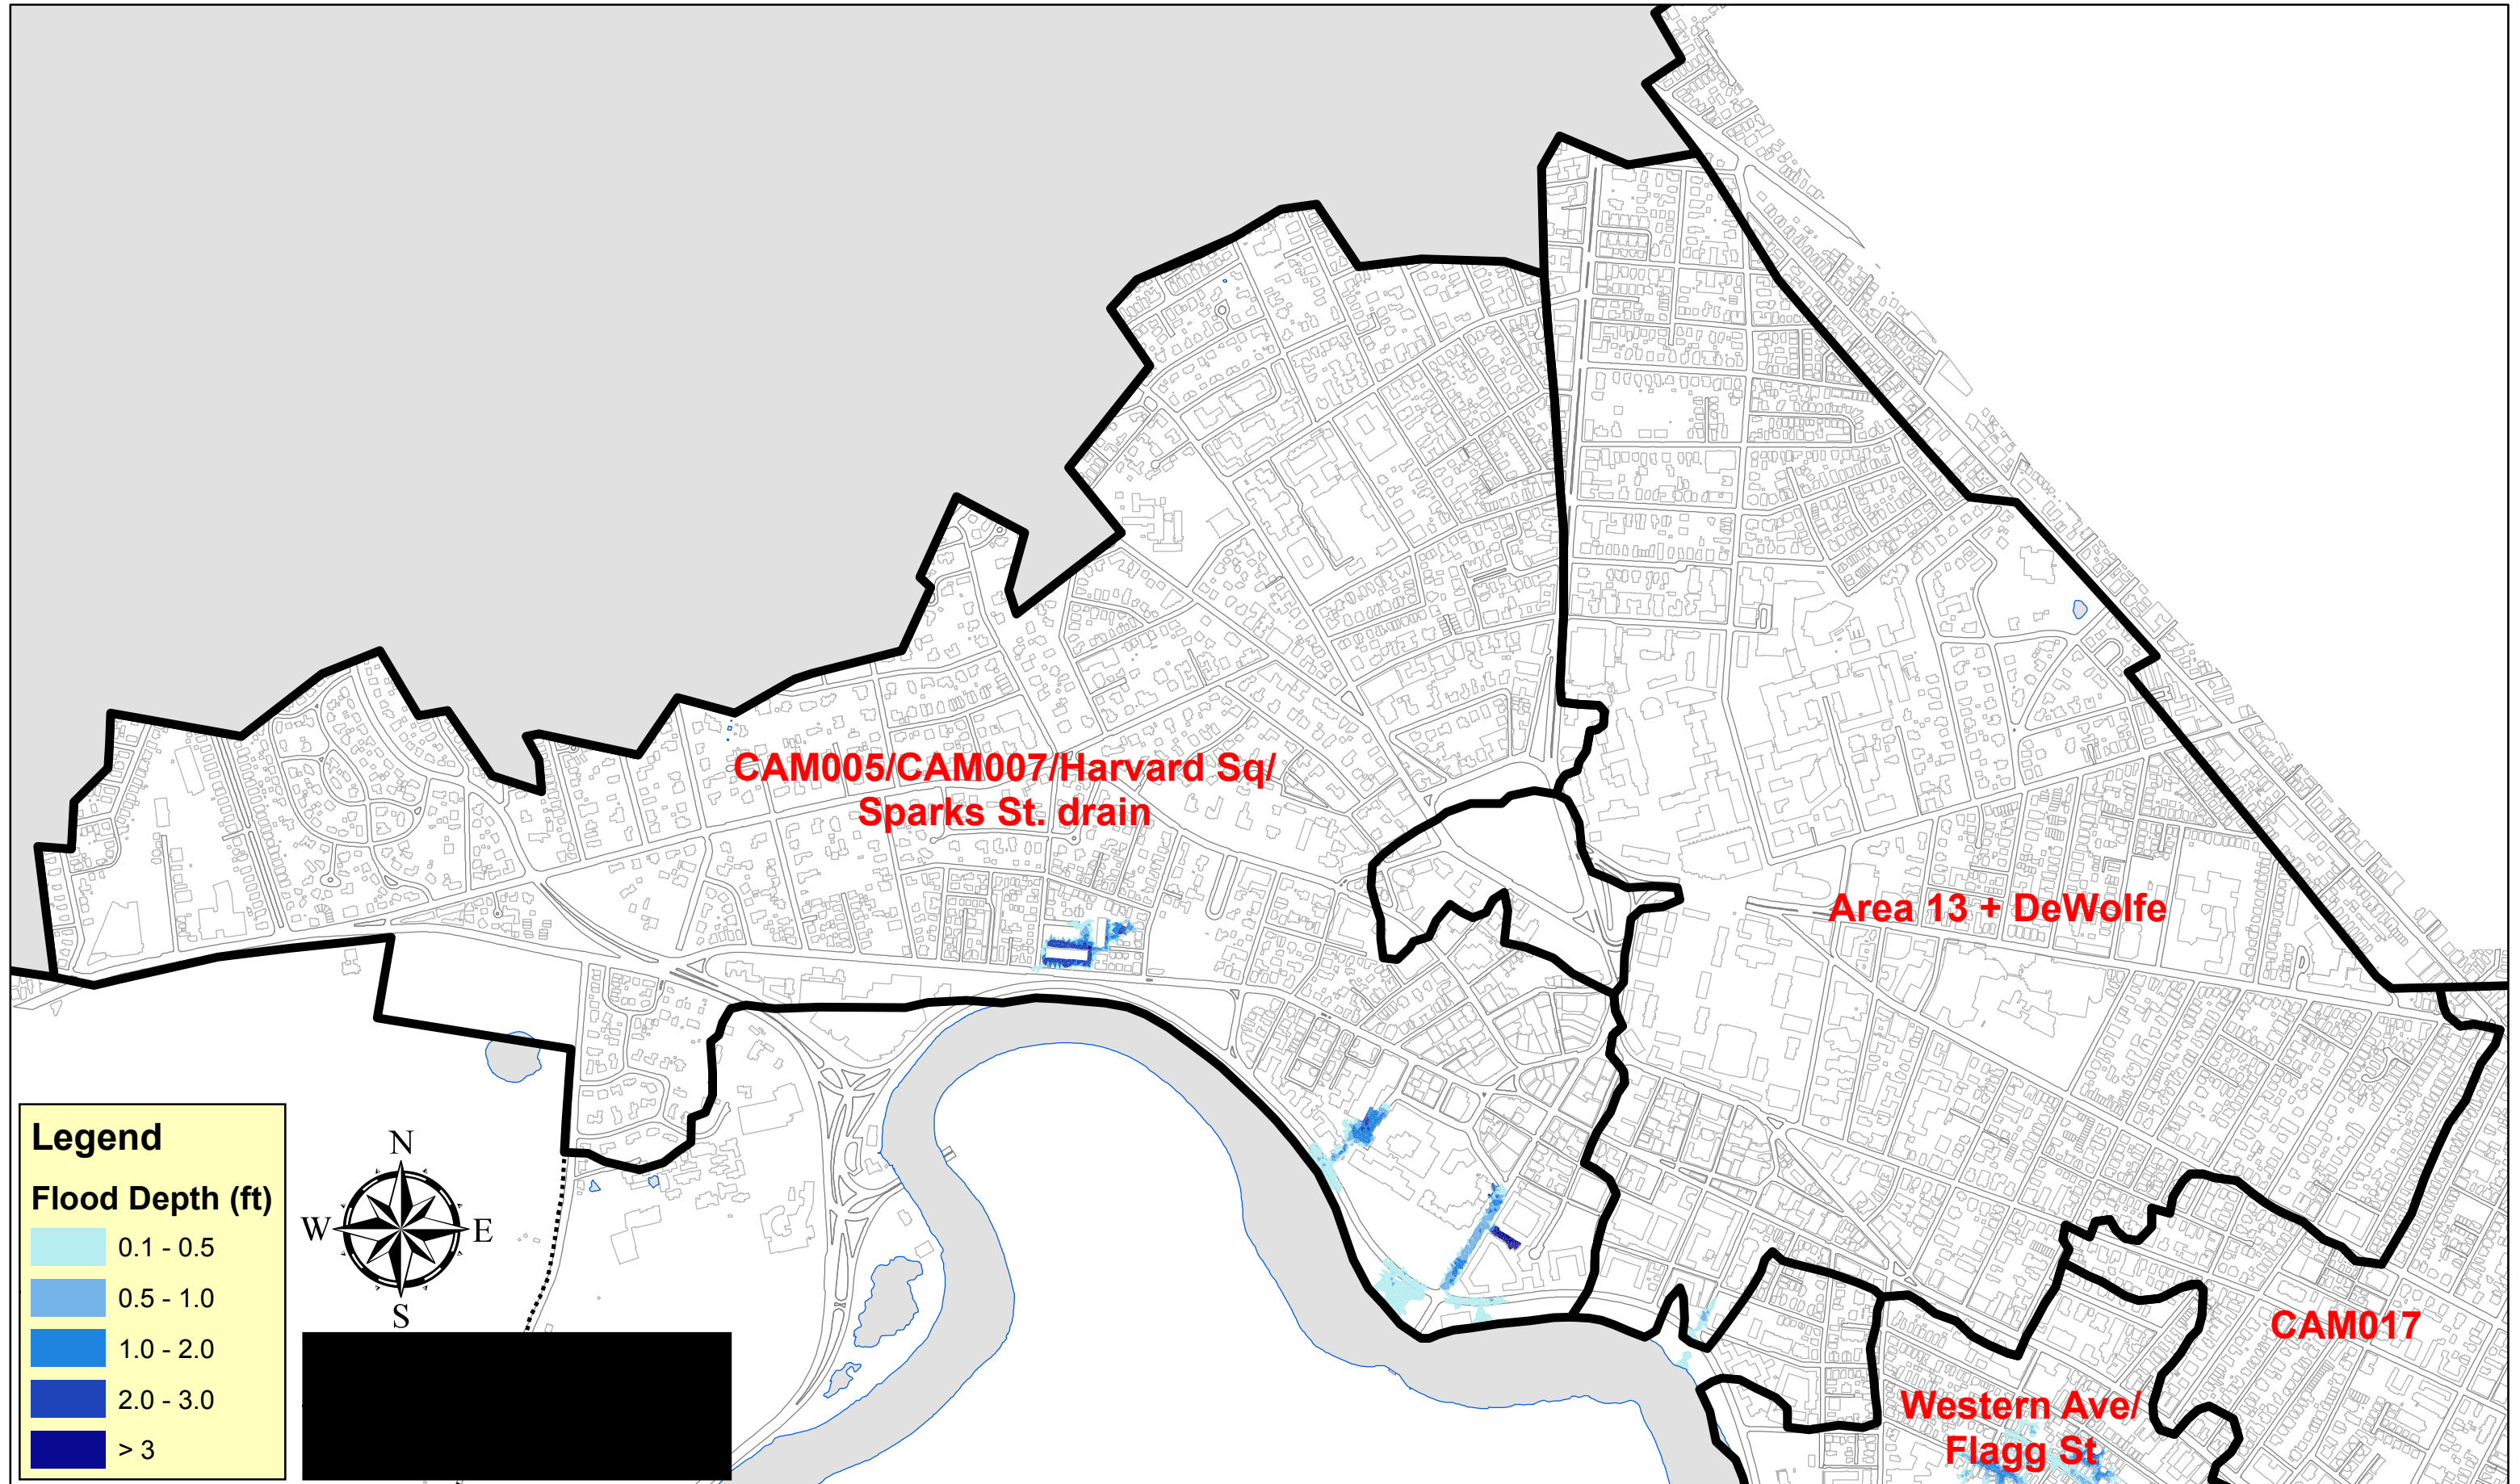 CAM005/CAM007/Harvard Sq/
Sparks St. drain
Area 13 + DeWolfe
CAM017
Western Ave/
Flagg St
Legend
Flood Depth (ft)
0.1 - 0.5
0.5 - 1.0
1.0 - 2.0
2.0 - 3.0
> 3
N
W
E
S